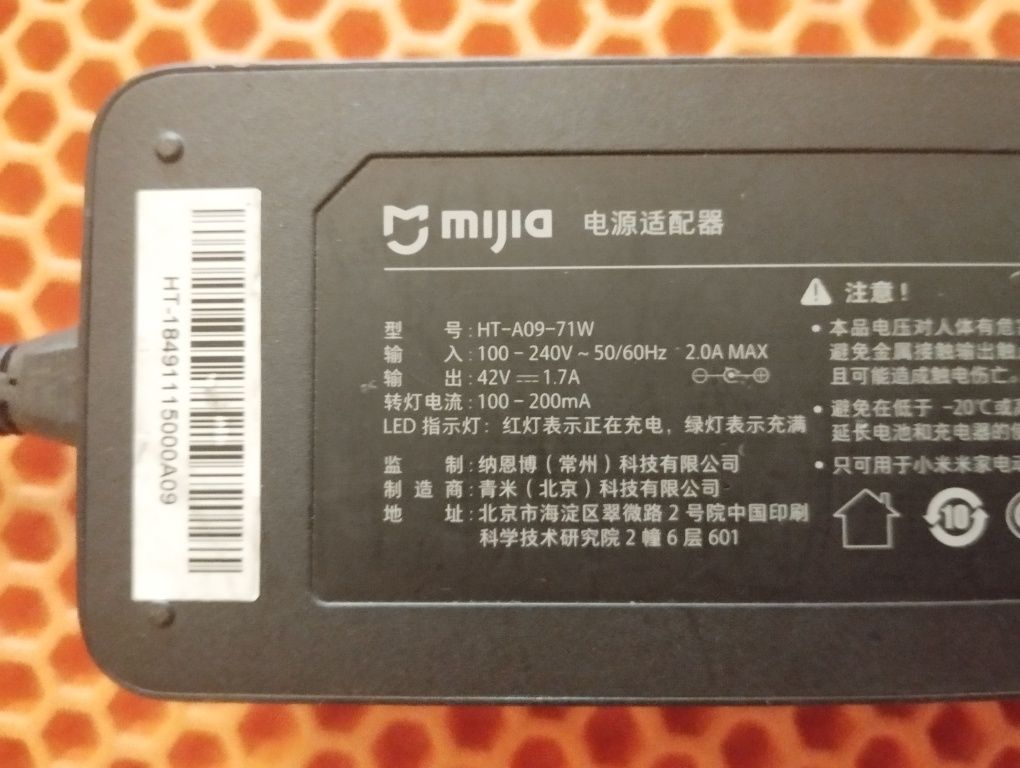 HT-18491115000A09
mijia 电源适配器
注意！
型 号：HT-A09-71W
输 入：100-240V~50/60Hz 2.0A MAX
输 出：42V⎓1.7A
转灯电流：100-200mA
LED 指示灯：红灯表示正在充电，绿灯表示充满
监 制：纳恩博（常州）科技有限公司
制 造 商：青米（北京）科技有限公司
地 址：北京市海淀区翠微路 2 号院中国印刷
科学技术研究院 2 幢 6 层 601
• 本品电压对人体有危
避免金属接触输出触
且可能造成触电伤亡。
• 避免在低于 -20℃或
延长电池和充电器的
• 只可用于小米米家电动
10